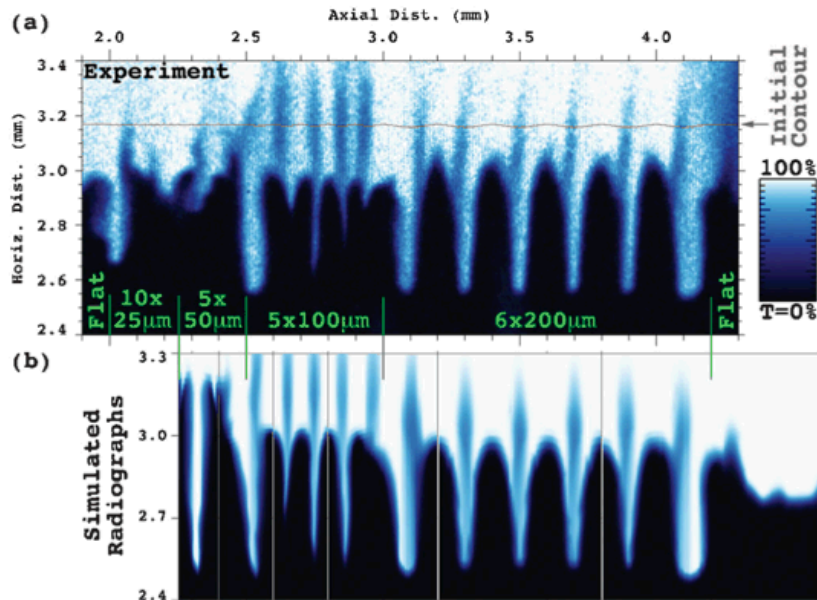 (a)
Axial Dist. (mm)
2.0 2.5 3.0 3.5 4.0
Experiment
Horiz. Dist. (mm)
3.4
3.2
3.0
2.8
2.6
2.4
Initial
Contour
100%
T=0%
Flat
10x
25µm
5x
50µm
5x100µm
6x200µm
Flat
(b)
Simulated
Radiographs
3.3
3.0
2.7
2.4